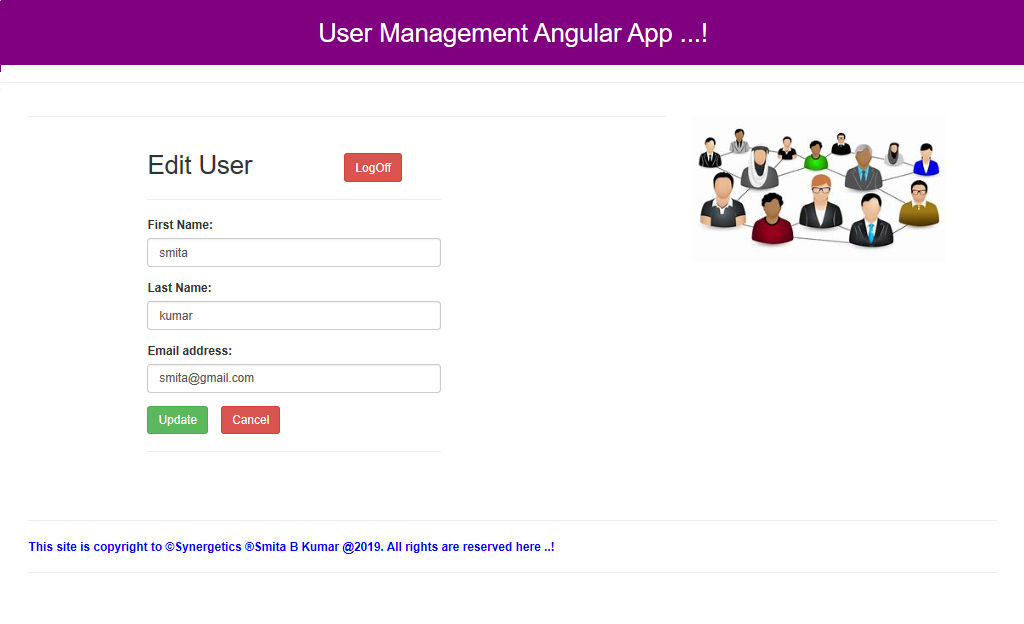 User Management Angular App ...!
Edit User
LogOff
First Name:
smita
Last Name:
kumar
Email address:
smita@gmail.com
Update Cancel
This site is copyright to ©Synergetics ®Smita B Kumar @2019. All rights are reserved here ..!